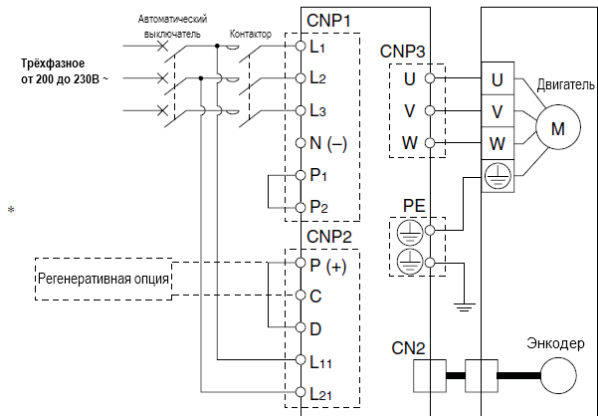 Автоматический
выключатель
Контактор
CNP1
L1
CNP3
Трёхфазное
от 200 до 230В ~
L2
U
U
Двигатель
L3
V
V
M
N (–)
W
W
P1
*
P2
PE
CNP2
P (+)
Регенеративная опция
C
D
CN2
Энкодер
L11
L21